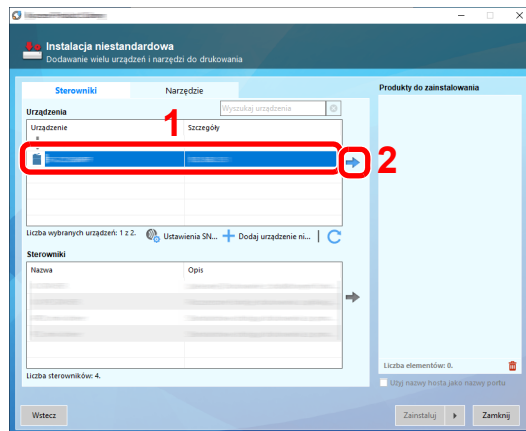 Instalacja niestandardowa
Dodawanie wielu urządzeń i narzędzi do drukowania
Sterowniki Narzędzie
Produkty do zainstalowania
Urządzenia
Wyszukaj urządzenia
1
Urządzenie Szczegóły
2
Liczba wybranych urządzeń: 1 z 2.
Ustawienia SN... Dodaj urządzenie ni...
Sterowniki
Nazwa Opis
Liczba elementów: 0.
Liczba sterowników: 4.
Użyj nazwy hosta jako nazwy portu
Wstecz Zainstaluj Zamknij